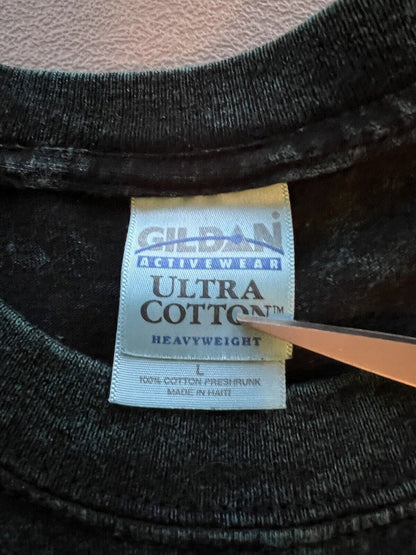 GILDAN
ACTIVEWEAR
ULTRA
COTTON™
HEAVYWEIGHT
L
100% COTTON PRESHRUNK
MADE IN HAITI